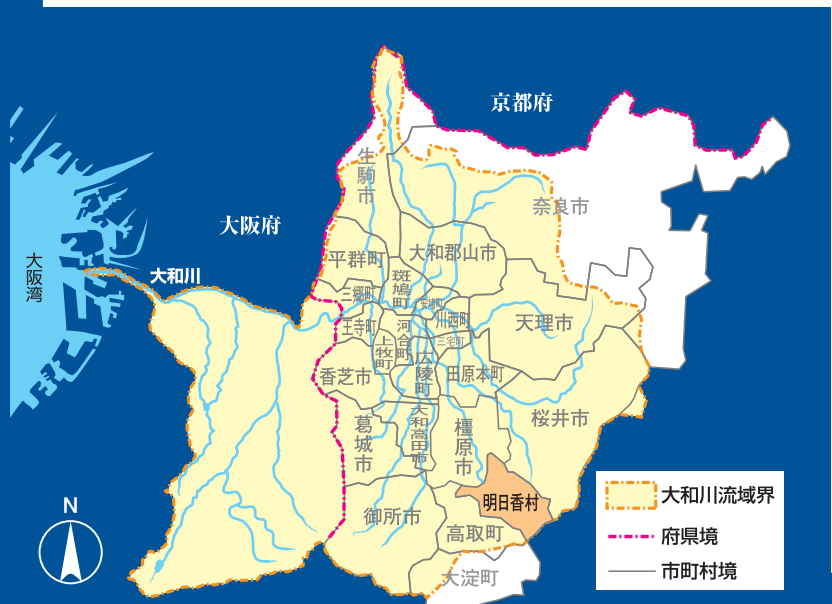 京都府
生駒市
奈良市
大阪府
大和郡山市
平群町
大阪湾
大和川
斑鳩町
三郷町
安堵町
川西町
王寺町
河合町
天理市
三宅町
上牧町
広陵町
田原本町
香芝市
大和高田市
桜井市
葛城市
橿原市
明日香村
御所市
高取町
大淀町
N
大和川流域界
府県境
市町村境